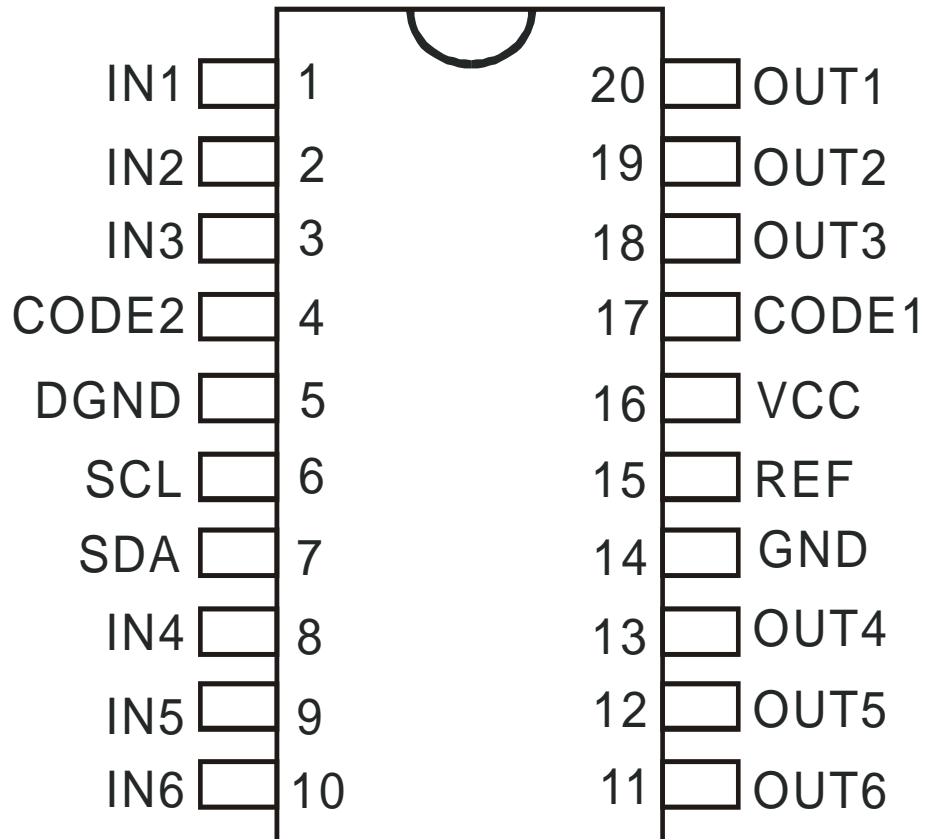 IN1 1 20 OUT1
IN2 2 19 OUT2
IN3 3 18 OUT3
CODE2 4 17 CODE1
DGND 5 16 VCC
SCL 6 15 REF
SDA 7 14 GND
IN4 8 13 OUT4
IN5 9 12 OUT5
IN6 10 11 OUT6